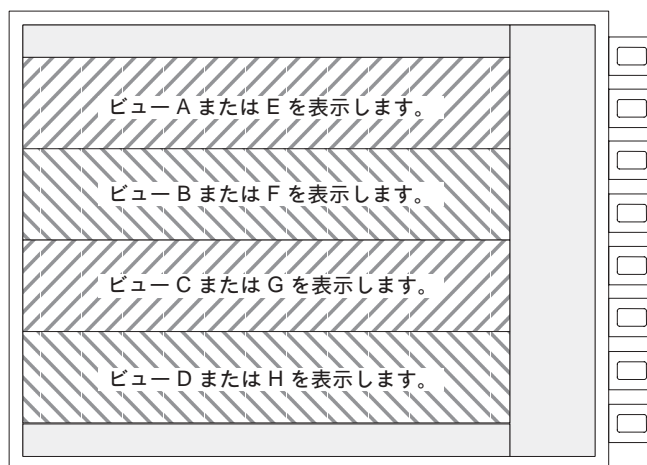 ビュー A または E を表示します。
ビュー B または F を表示します。
ビュー C または G を表示します。
ビュー D または H を表示します。